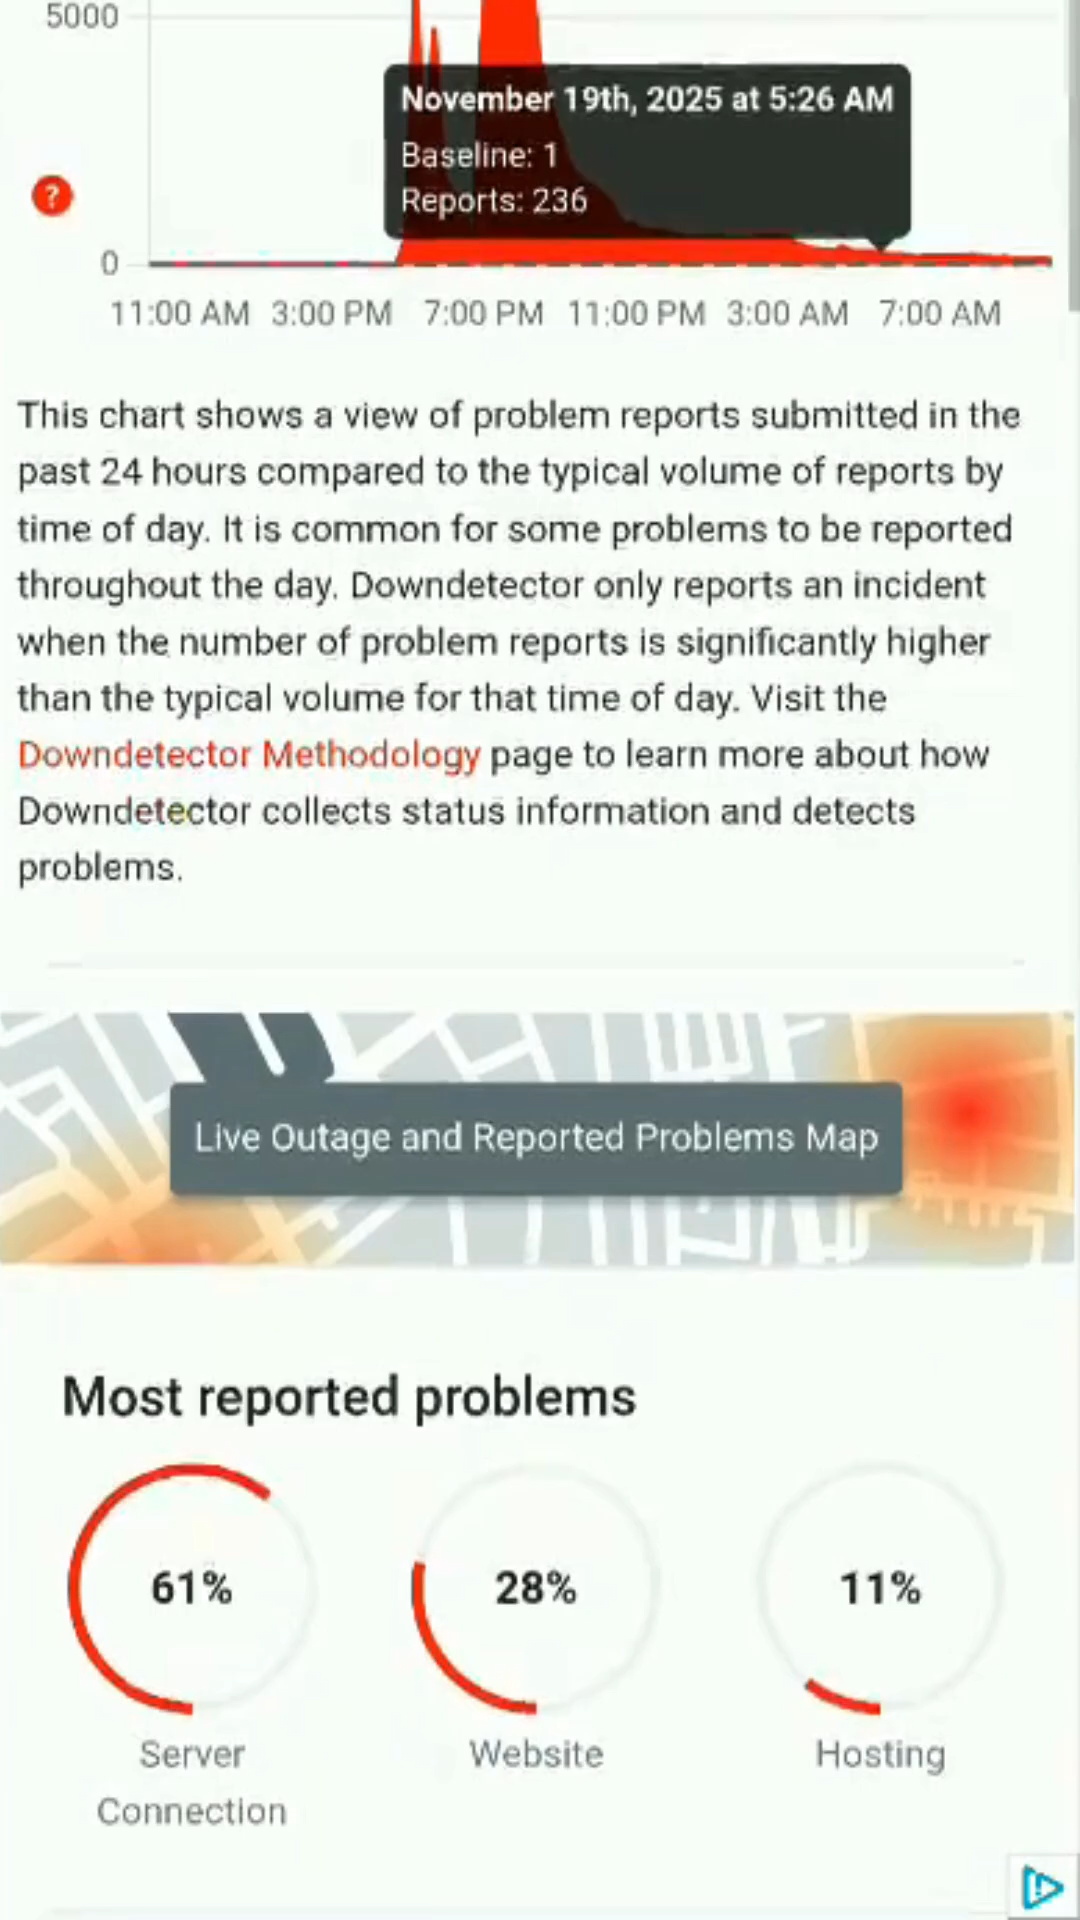 5000
November 19th, 2025 at 5:26 AM
Baseline: 1
Reports: 236
?
0
11:00 AM 3:00 PM 7:00 PM 11:00 PM 3:00 AM 7:00 AM
This chart shows a view of problem reports submitted in the
past 24 hours compared to the typical volume of reports by
time of day. It is common for some problems to be reported
throughout the day. Downdetector only reports an incident
when the number of problem reports is significantly higher
than the typical volume for that time of day. Visit the
Downdetector Methodology page to learn more about how
Downdetector collects status information and detects
problems.
Live Outage and Reported Problems Map
Most reported problems
61% 28% 11%
Server Website Hosting
Connection